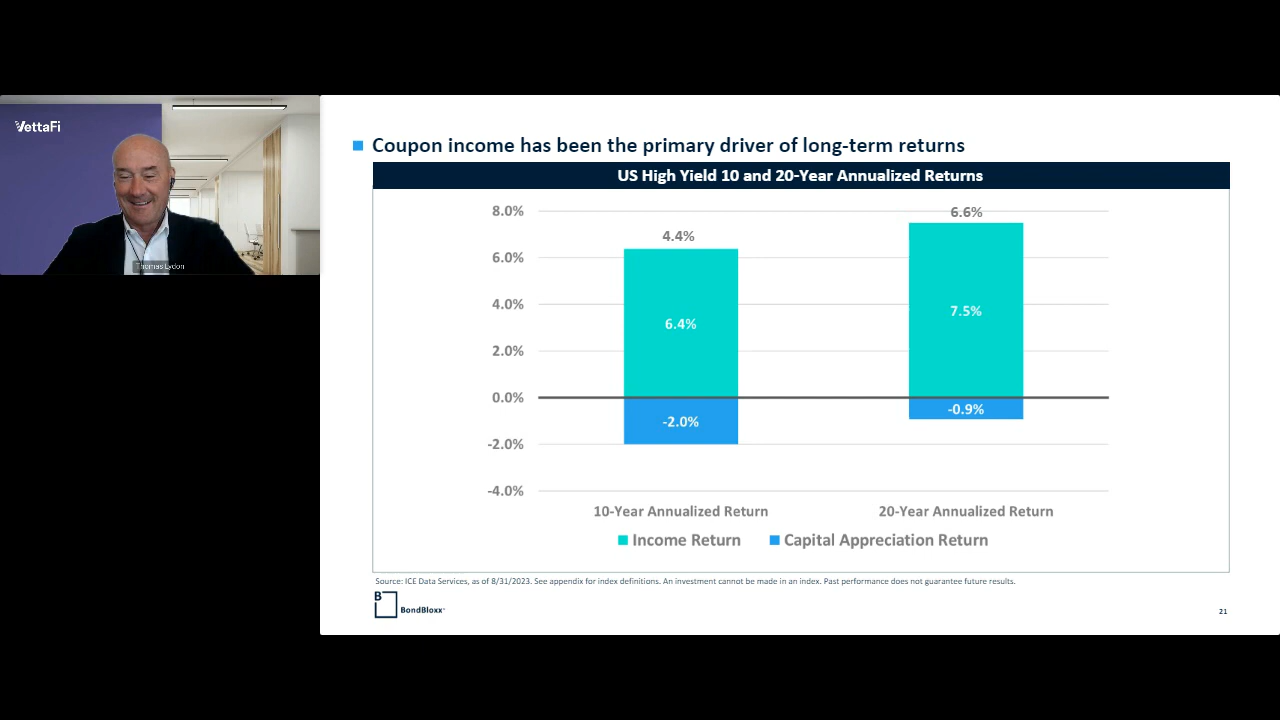 VettaFi
Thomas Lydon
Coupon income has been the primary driver of long-term returns
US High Yield 10 and 20-Year Annualized Returns
8.0%
6.0%
4.0%
2.0%
0.0%
-2.0%
-4.0%
4.4%
6.4%
-2.0%
6.6%
7.5%
-0.9%
10-Year Annualized Return
20-Year Annualized Return
Income Return
Capital Appreciation Return
Source: ICE Data Services, as of 8/31/2023. See appendix for index definitions. An investment cannot be made in an index. Past performance does not guarantee future results.
B
BondBloxx™
21